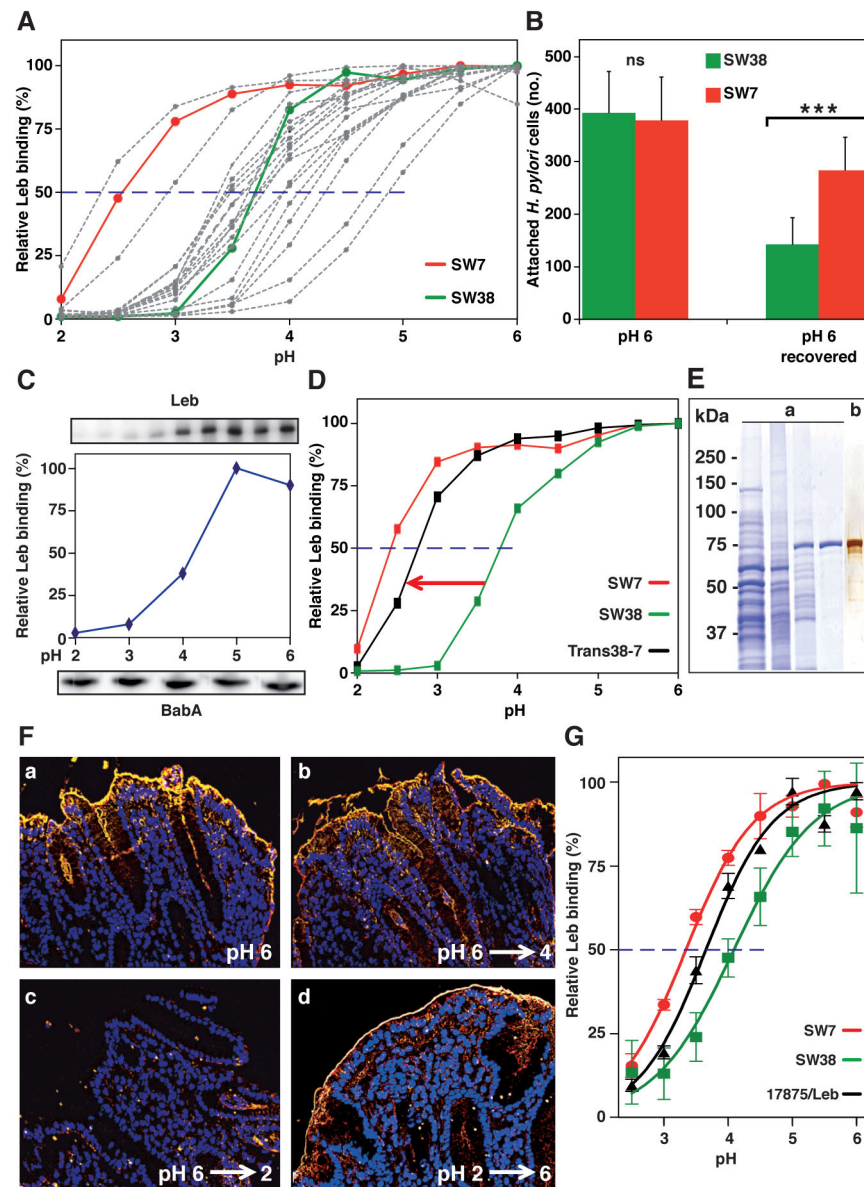 A
Relative Leb binding (%)
100
75
50
25
0
2 3 4 5 6
pH
SW7
SW38
B
Attached H. pylori cells (no.)
500
400
300
200
100
0
ns
SW38
SW7
***
pH 6
pH 6
recovered
C
Leb
Relative Leb binding (%)
100
75
50
25
0
pH 2 3 4 5 6
BabA
D
Relative Leb binding (%)
100
75
50
25
0
2 3 4 5 6
pH
SW7
SW38
Trans38-7
E
kDa a b
250
150
100
75
50
37
F
a
pH 6
b
pH 6 → 4
c
pH 6 → 2
d
pH 2 → 6
G
Relative Leb binding (%)
100
75
50
25
0
3 4 5 6
pH
SW7
SW38
17875/Leb